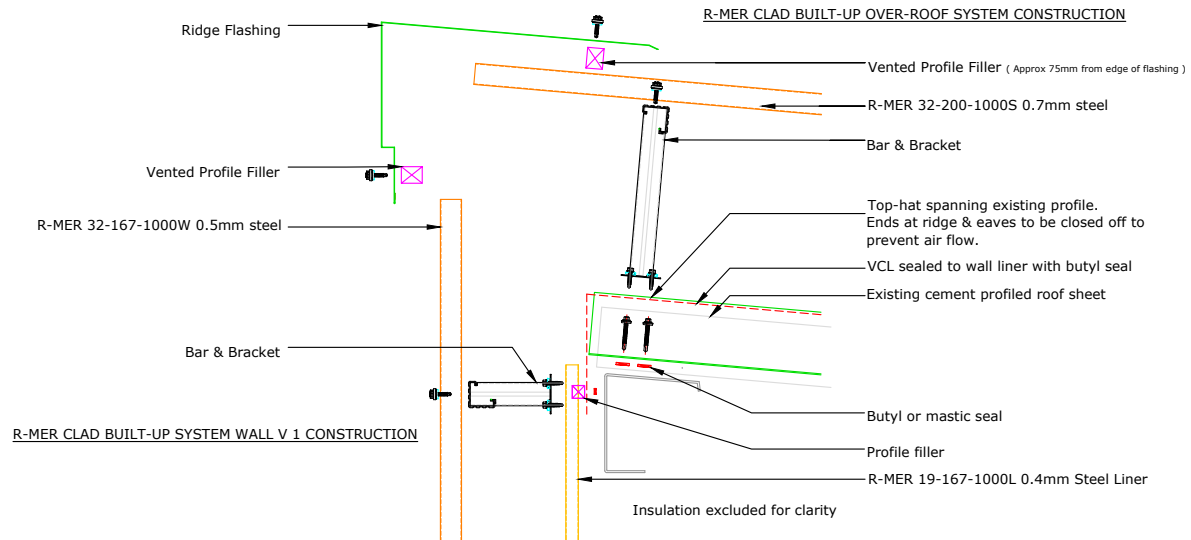 R-MER CLAD BUILT-UP OVER-ROOF SYSTEM CONSTRUCTION
Ridge Flashing
Vented Profile Filler ( Approx 75mm from edge of flashing )
R-MER 32-200-1000S 0.7mm steel
Bar & Bracket
Vented Profile Filler
R-MER 32-167-1000W 0.5mm steel
Top-hat spanning existing profile.
Ends at ridge & eaves to be closed off to
prevent air flow.
VCL sealed to wall liner with butyl seal
Existing cement profiled roof sheet
Bar & Bracket
Butyl or mastic seal
R-MER CLAD BUILT-UP SYSTEM WALL V 1 CONSTRUCTION
Profile filler
R-MER 19-167-1000L 0.4mm Steel Liner
Insulation excluded for clarity